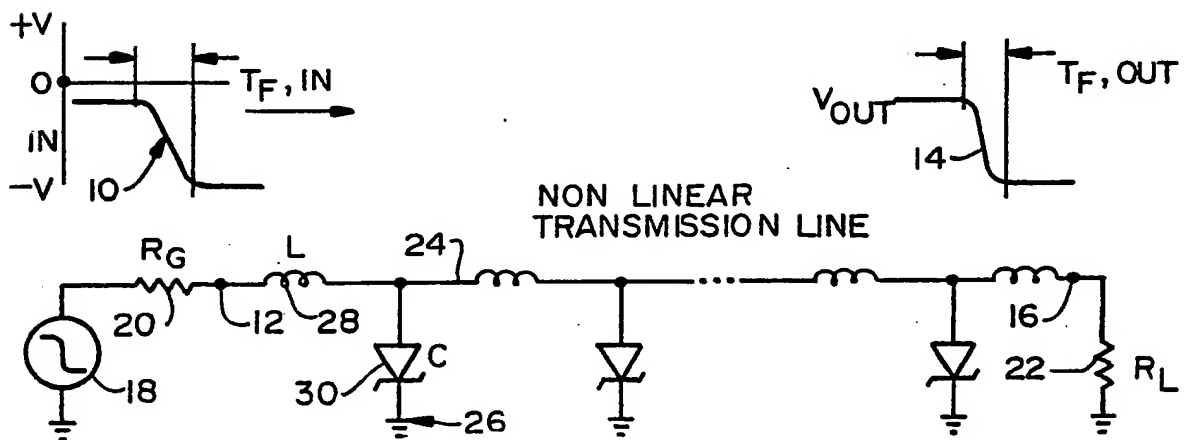 +V
0
IN
-V
10
T_F, IN
V_OUT
T_F, OUT
14
NON LINEAR
TRANSMISSION LINE
R_G
L
24
20
12
28
16
18
30
C
26
22
R_L